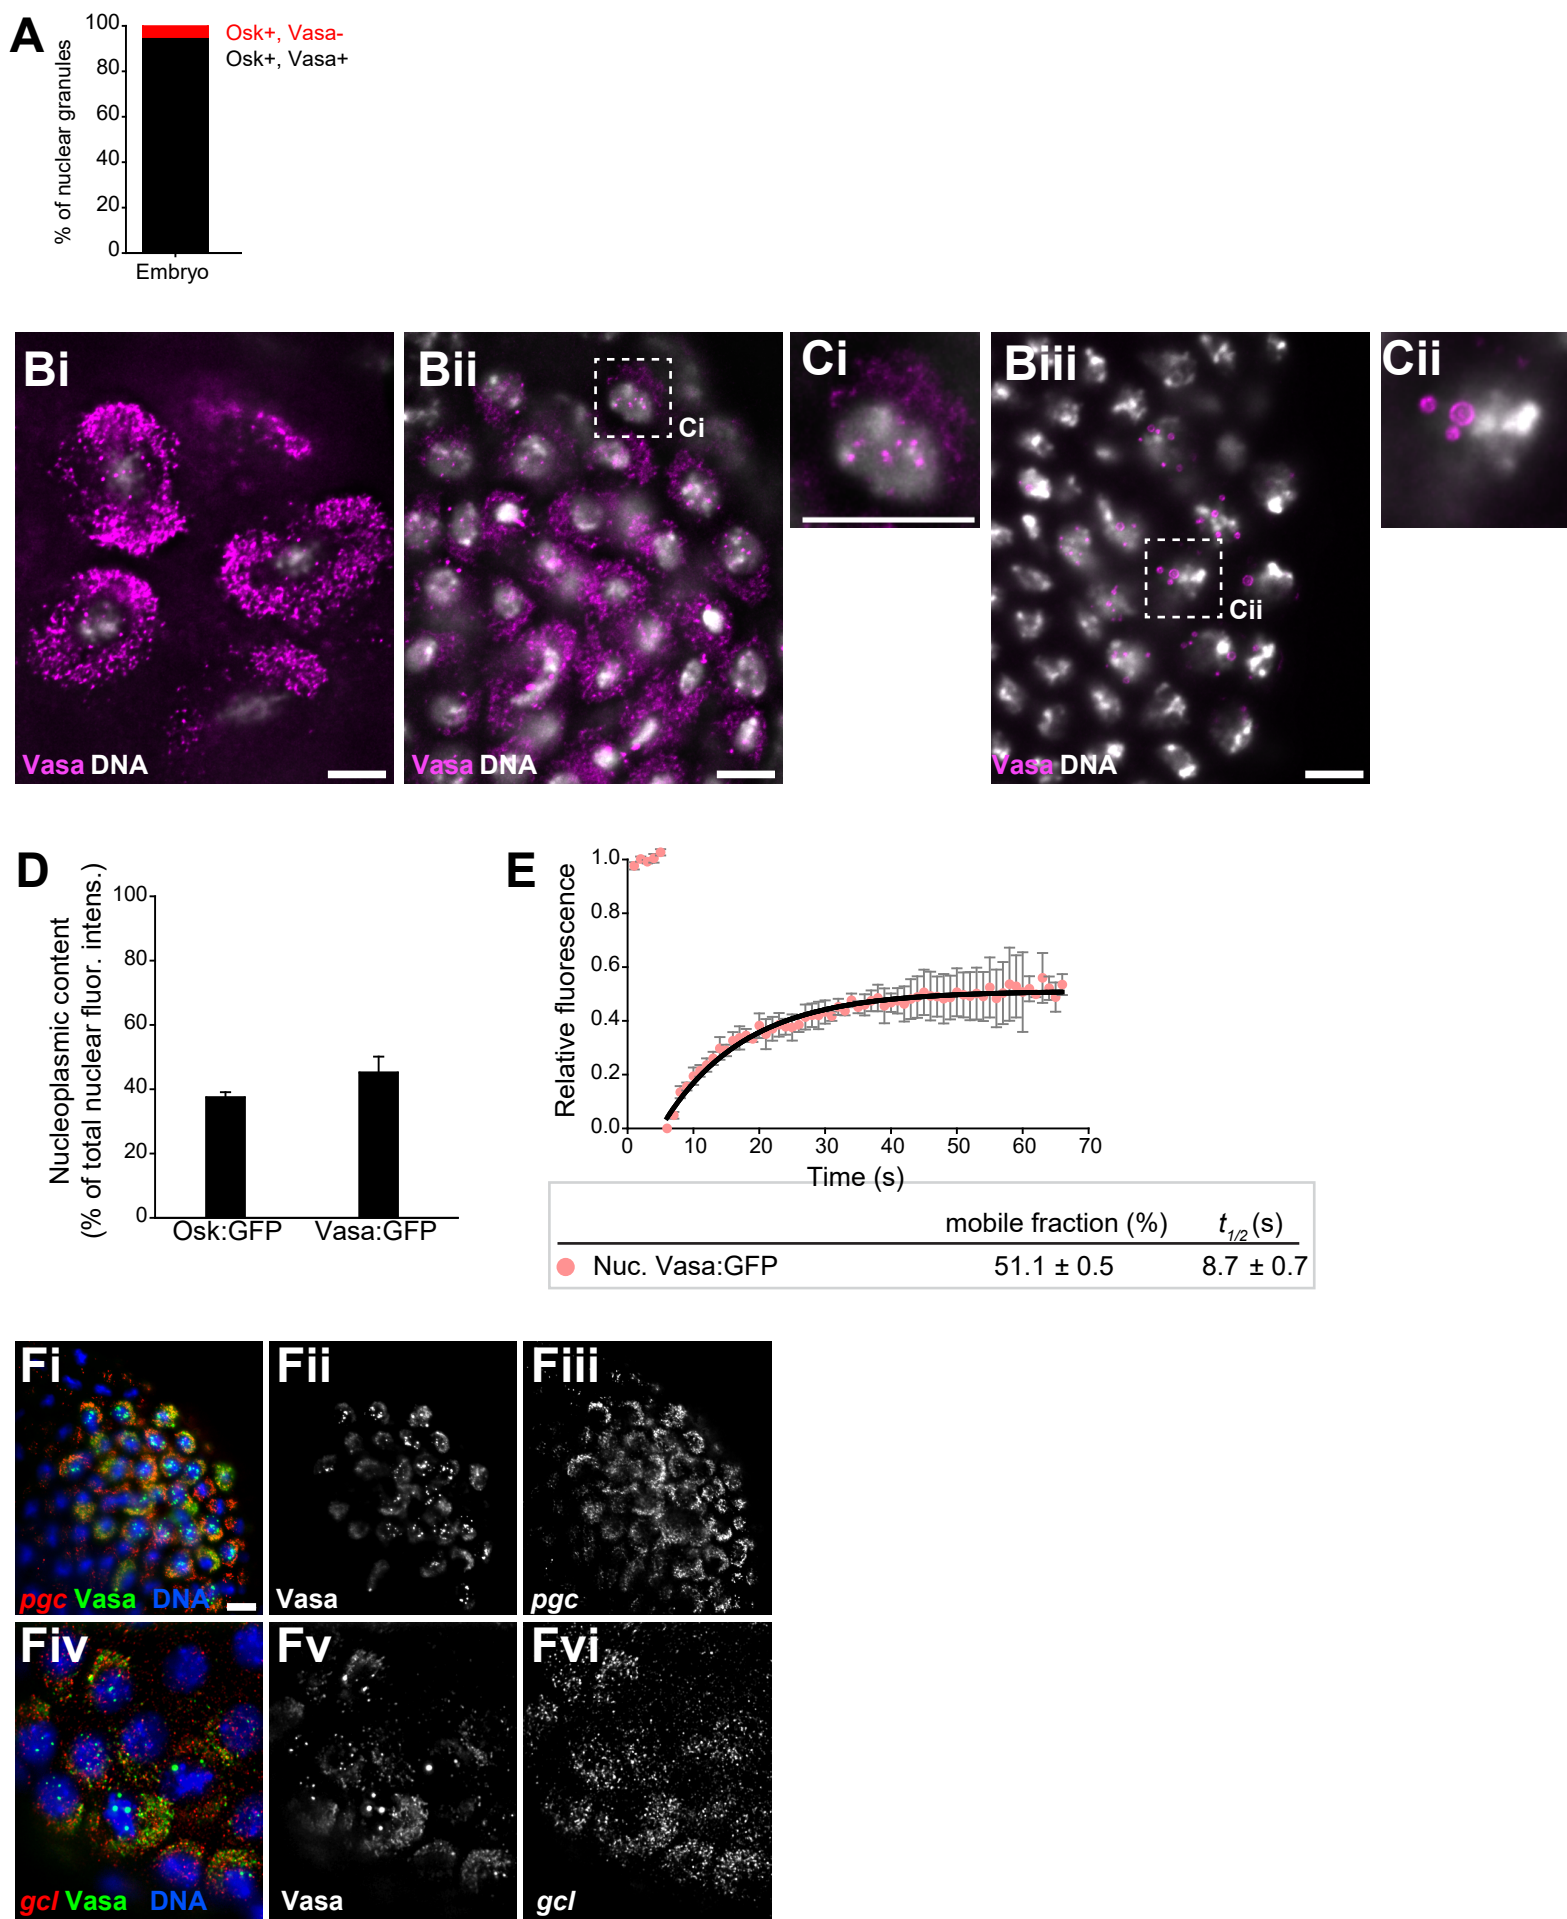 A
100
80
60
40
20
0
% of nuclear granules
Osk+, Vasa-
Osk+, Vasa+
Embryo
Bi
Vasa DNA
Bii
Ci
Vasa DNA
Ci
Biii
Cii
Vasa DNA
Cii
D
Nucleoplasmic content
(% of total nuclear fluor. intens.)
100
80
60
40
20
0
Osk:GFP Vasa:GFP
E
Relative fluorescence
1.0
0.8
0.6
0.4
0.2
0.0
0 10 20 30 40 50 60 70
Time (s)
mobile fraction (%) t1/2 (s)
Nuc. Vasa:GFP 51.1 ± 0.5 8.7 ± 0.7
Fi
pgc Vasa DNA
Fii
Vasa
Fiii
pgc
Fiv
gcl Vasa DNA
Fv
Vasa
Fvi
gcl